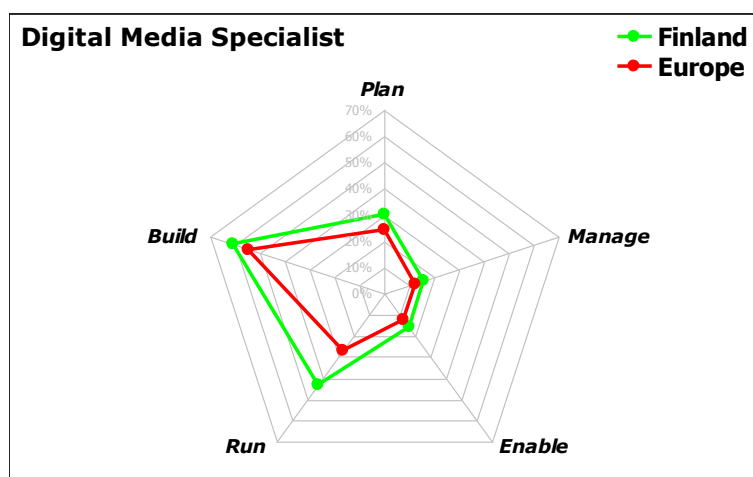 Digital Media Specialist
Finland
Europe
Plan
70%
60%
50%
40%
30%
20%
10%
0%
Build
Manage
Run
Enable